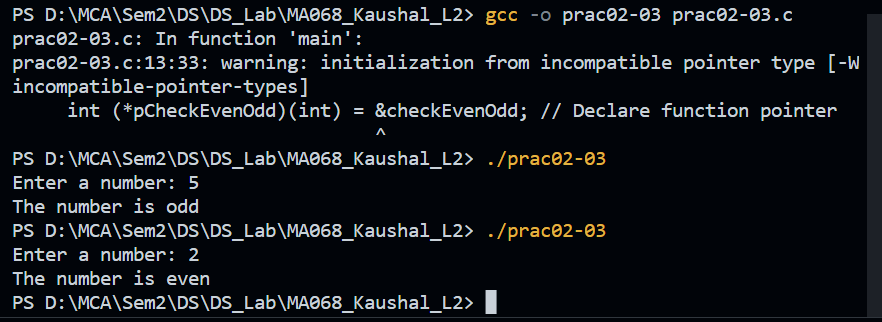 PS D:\MCA\Sem2\DS\DS_Lab\MA068_Kaushal_L2> gcc -o prac02-03 prac02-03.c
prac02-03.c: In function 'main':
prac02-03.c:13:33: warning: initialization from incompatible pointer type [-W
incompatible-pointer-types]
     int (*pCheckEvenOdd)(int) = &checkEvenOdd; // Declare function pointer
                                 ^
PS D:\MCA\Sem2\DS\DS_Lab\MA068_Kaushal_L2> ./prac02-03
Enter a number: 5
The number is odd
PS D:\MCA\Sem2\DS\DS_Lab\MA068_Kaushal_L2> ./prac02-03
Enter a number: 2
The number is even
PS D:\MCA\Sem2\DS\DS_Lab\MA068_Kaushal_L2>